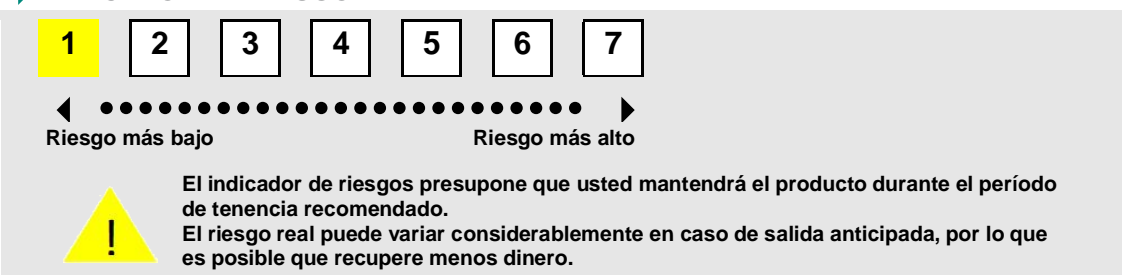 1 2 3 4 5 6 7
Riesgo más bajo Riesgo más alto
El indicador de riesgos presupone que usted mantendrá el producto durante el período
de tenencia recomendado.
El riesgo real puede variar considerablemente en caso de salida anticipada, por lo que
es posible que recupere menos dinero.
!